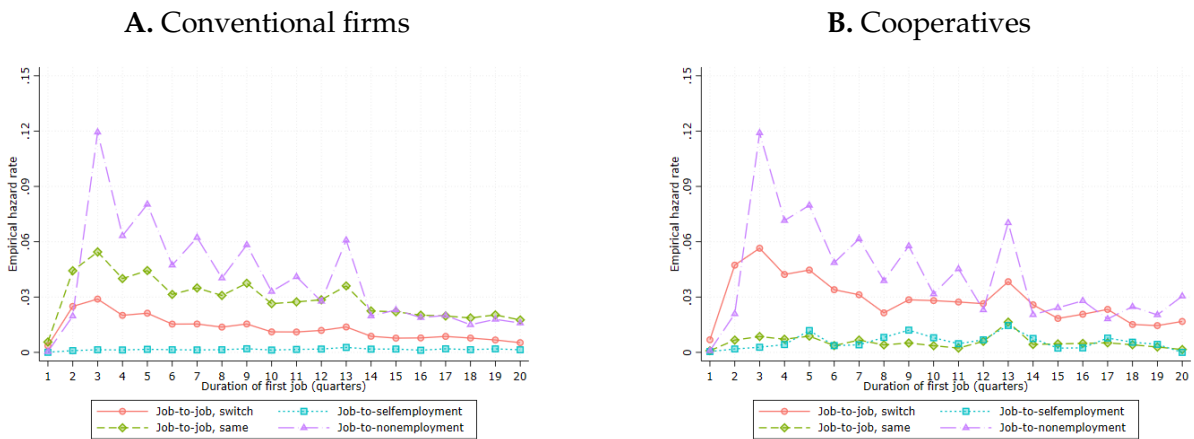 A. Conventional firms
.15
.12
.09
.06
.03
0
Empirical hazard rate
1 2 3 4 5 6 7 8 9 10 11 12 13 14 15 16 17 18 19 20
Duration of first job (quarters)
Job-to-job, switch
Job-to-selfemployment
Job-to-job, same
Job-to-nonemployment
B. Cooperatives
.15
.12
.09
.06
.03
0
Empirical hazard rate
1 2 3 4 5 6 7 8 9 10 11 12 13 14 15 16 17 18 19 20
Duration of first job (quarters)
Job-to-job, switch
Job-to-selfemployment
Job-to-job, same
Job-to-nonemployment